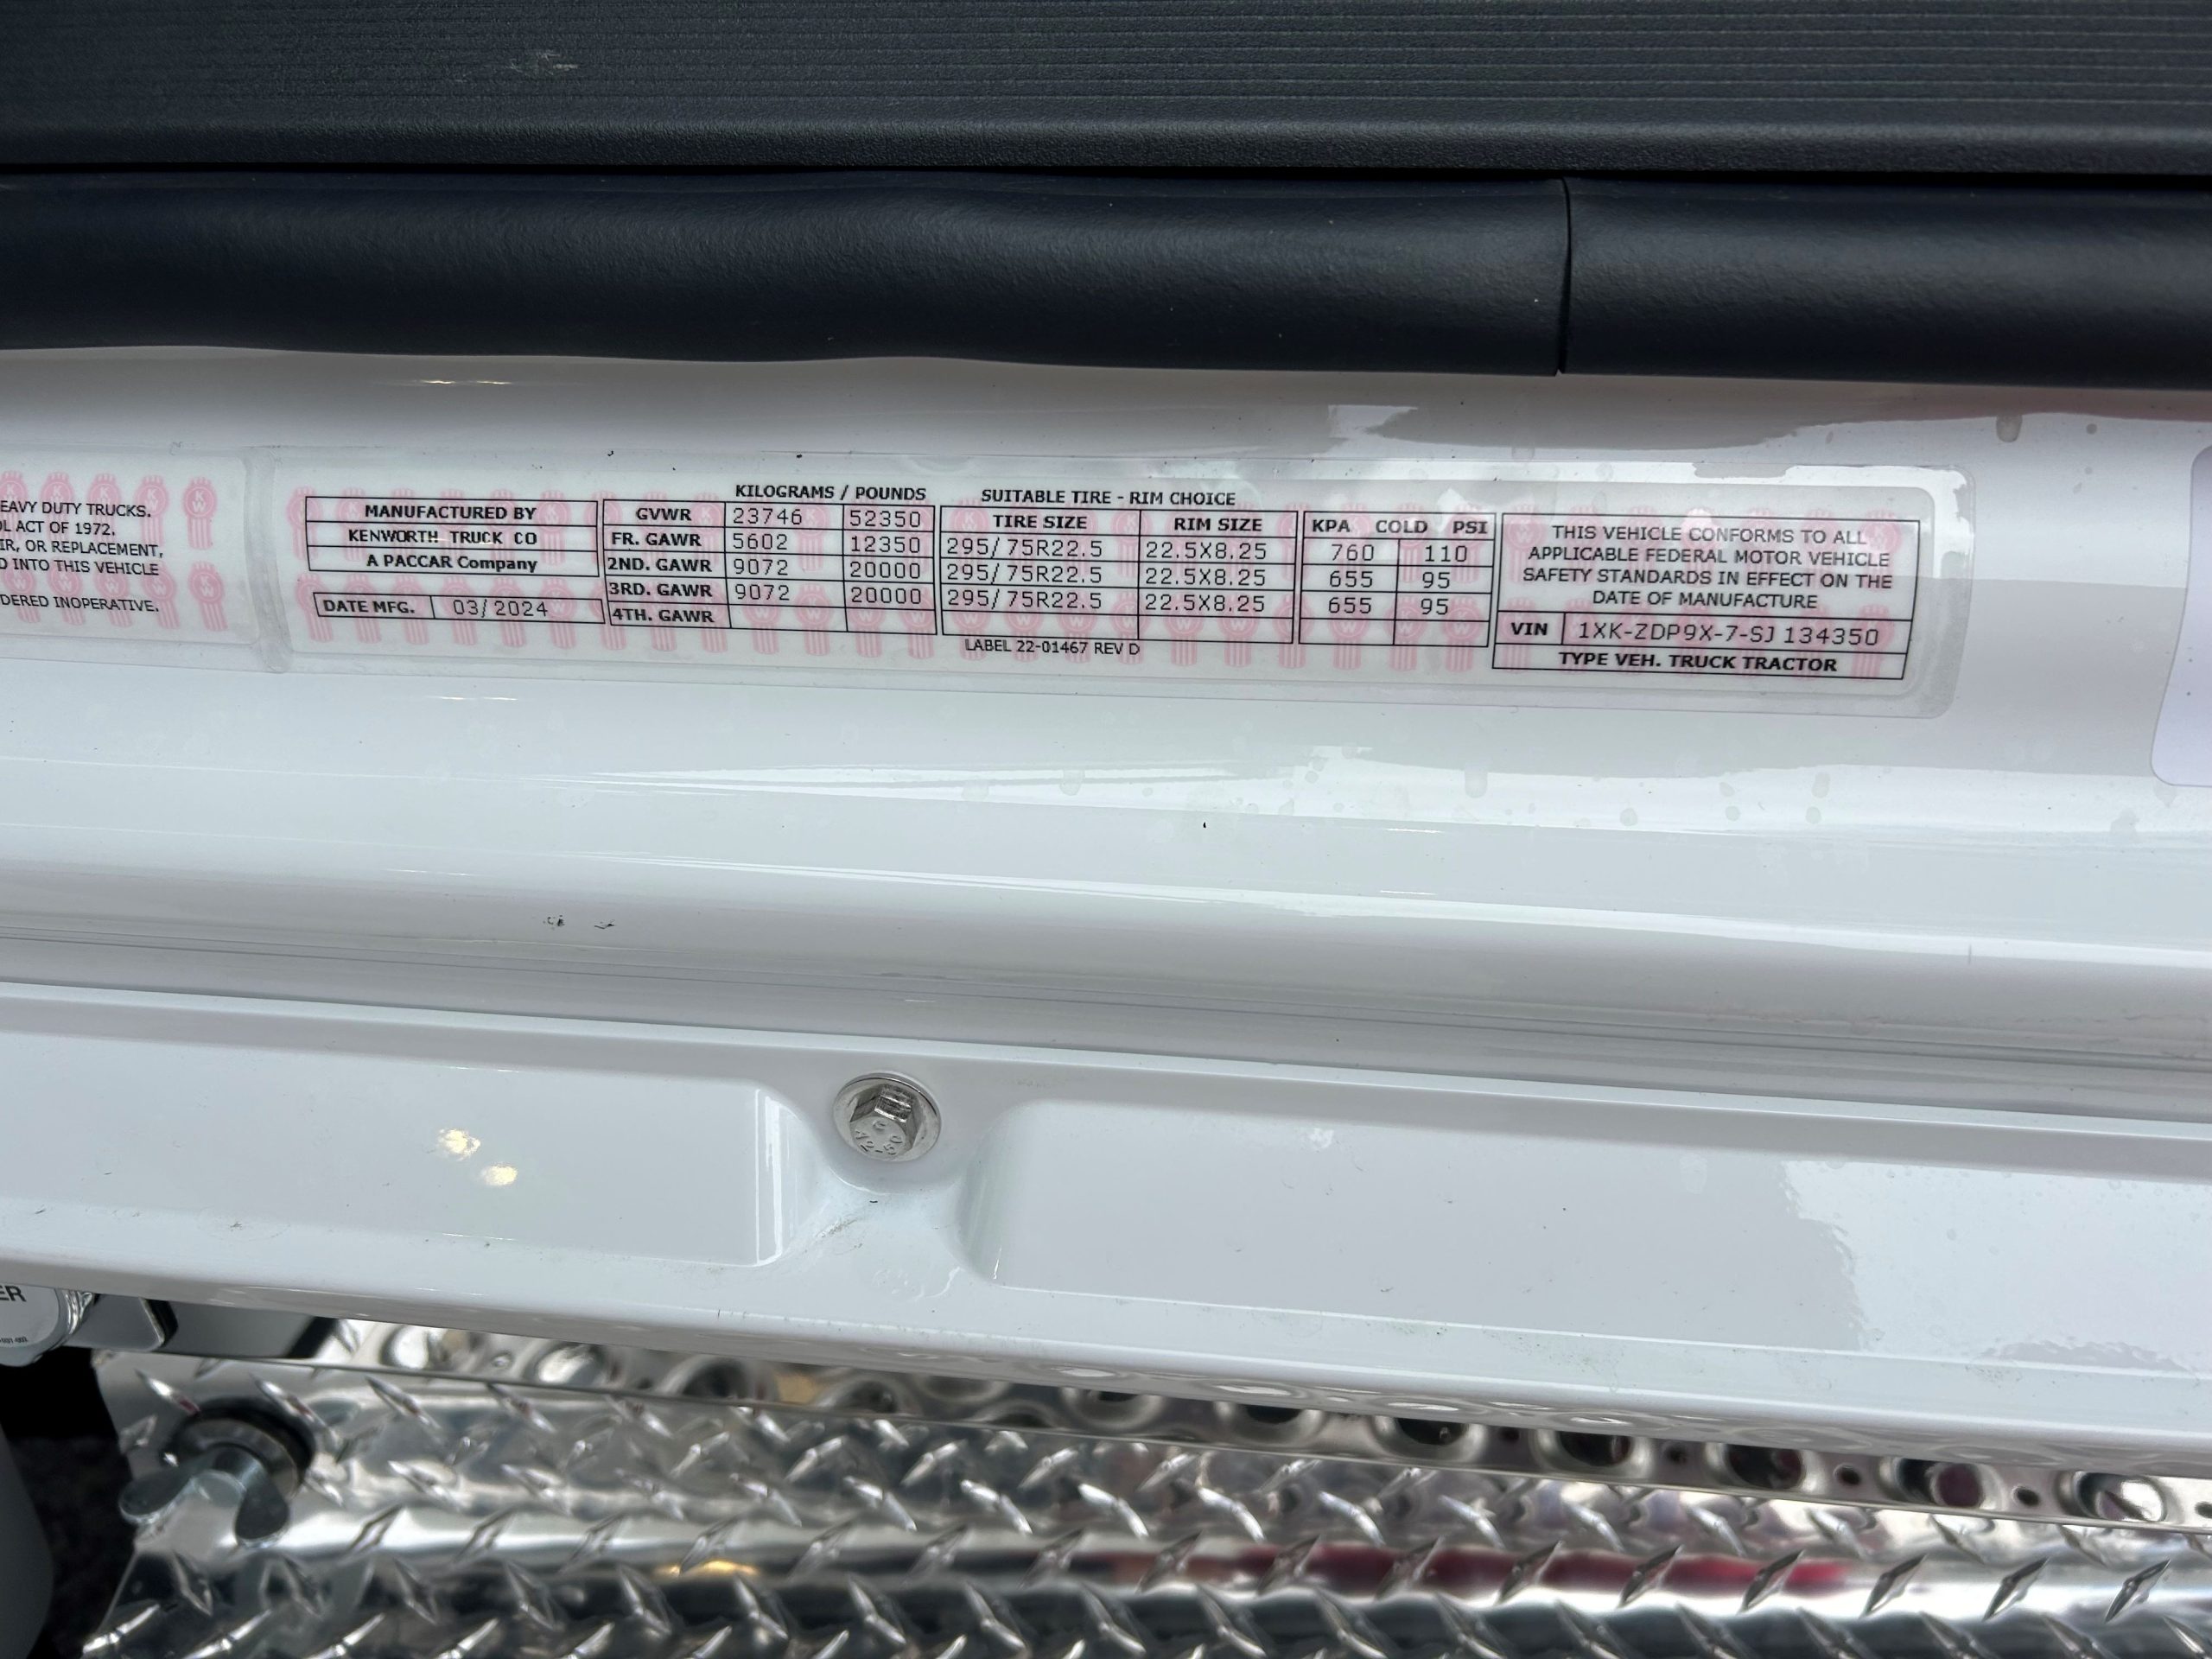 EAVY DUTY TRUCKS.
OL ACT OF 1972.
IR, OR REPLACEMENT,
D INTO THIS VEHICLE
DERED INOPERATIVE.
MANUFACTURED BY
KENWORTH TRUCK CO
A PACCAR Company
DATE MFG. 03/2024
KILOGRAMS / POUNDS
GVWR 23746 52350
FR. GAWR 5602 12350
2ND. GAWR 9072 20000
3RD. GAWR 9072 20000
4TH. GAWR
SUITABLE TIRE - RIM CHOICE
TIRE SIZE RIM SIZE
295/75R22.5 22.5X8.25
295/75R22.5 22.5X8.25
295/75R22.5 22.5X8.25
KPA COLD PSI
760 110
655 95
655 95
LABEL 22-01467 REV D
THIS VEHICLE CONFORMS TO ALL
APPLICABLE FEDERAL MOTOR VEHICLE
SAFETY STANDARDS IN EFFECT ON THE
DATE OF MANUFACTURE
VIN 1XK-ZDP9X-7-SJ 134350
TYPE VEH. TRUCK TRACTOR
ER